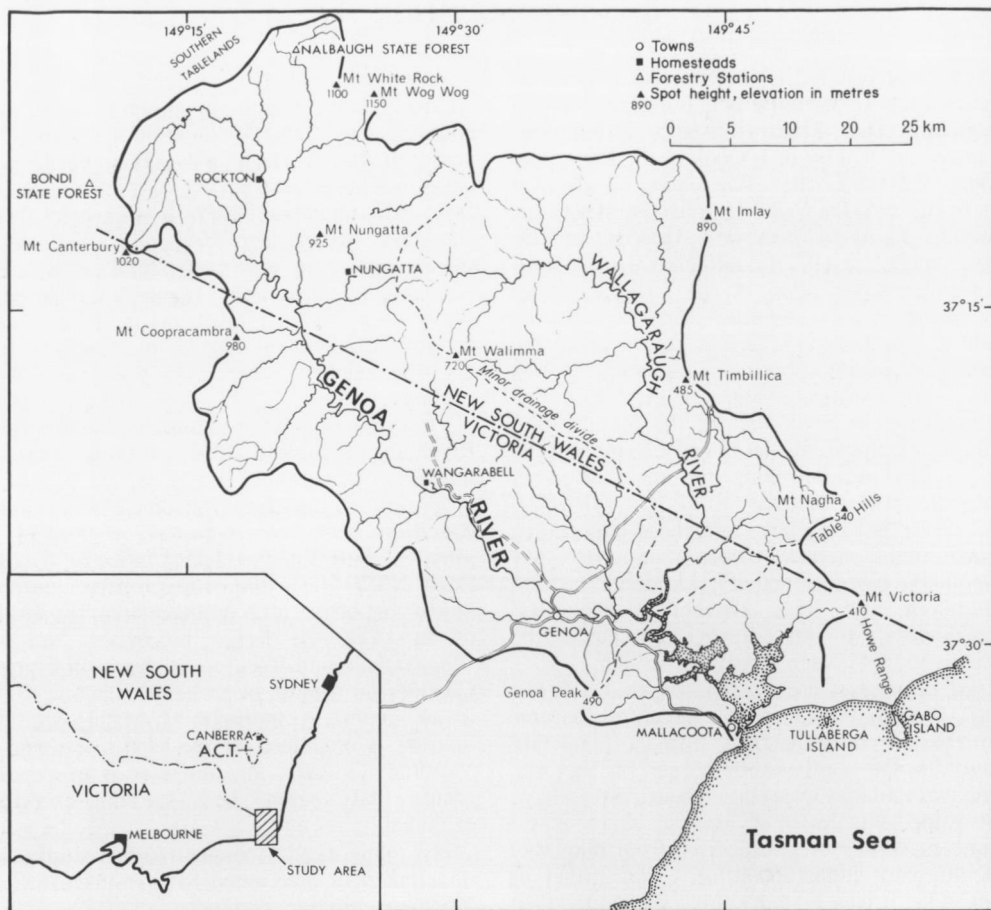 149°15'
149°30'
149°45'
SOUTHERN
TABLELANDS
NALBAUGH STATE FOREST
Mt White Rock
1100
Mt Wog Wog
1150
Towns
Homesteads
Forestry Stations
Spot height, elevation in metres
890
0 5 10 15 20 25 km
BONDI
STATE FOREST
ROCKTON
Mt Canterbury
1020
Mt Nungatta
925
NUNGATTA
Mt Imlay
890
WALLAGARAUGH
RIVER
37°15'
Mt Coopracambra
980
Mt Walimma
720
Minor drainage divide
Mt Timbillica
485
GENOA
RIVER
NEW SOUTH WALES
VICTORIA
WANGARABELL
Mt Nagha
540
Table Hills
Mt Victoria
410
Howe Range
GENOA
37°30'
Genoa Peak
490
MALLACOOTA
TULLABERGA
ISLAND
GABO
ISLAND
Tasman Sea
NEW SOUTH
WALES
SYDNEY
CANBERRA
A.C.T.
VICTORIA
MELBOURNE
STUDY AREA